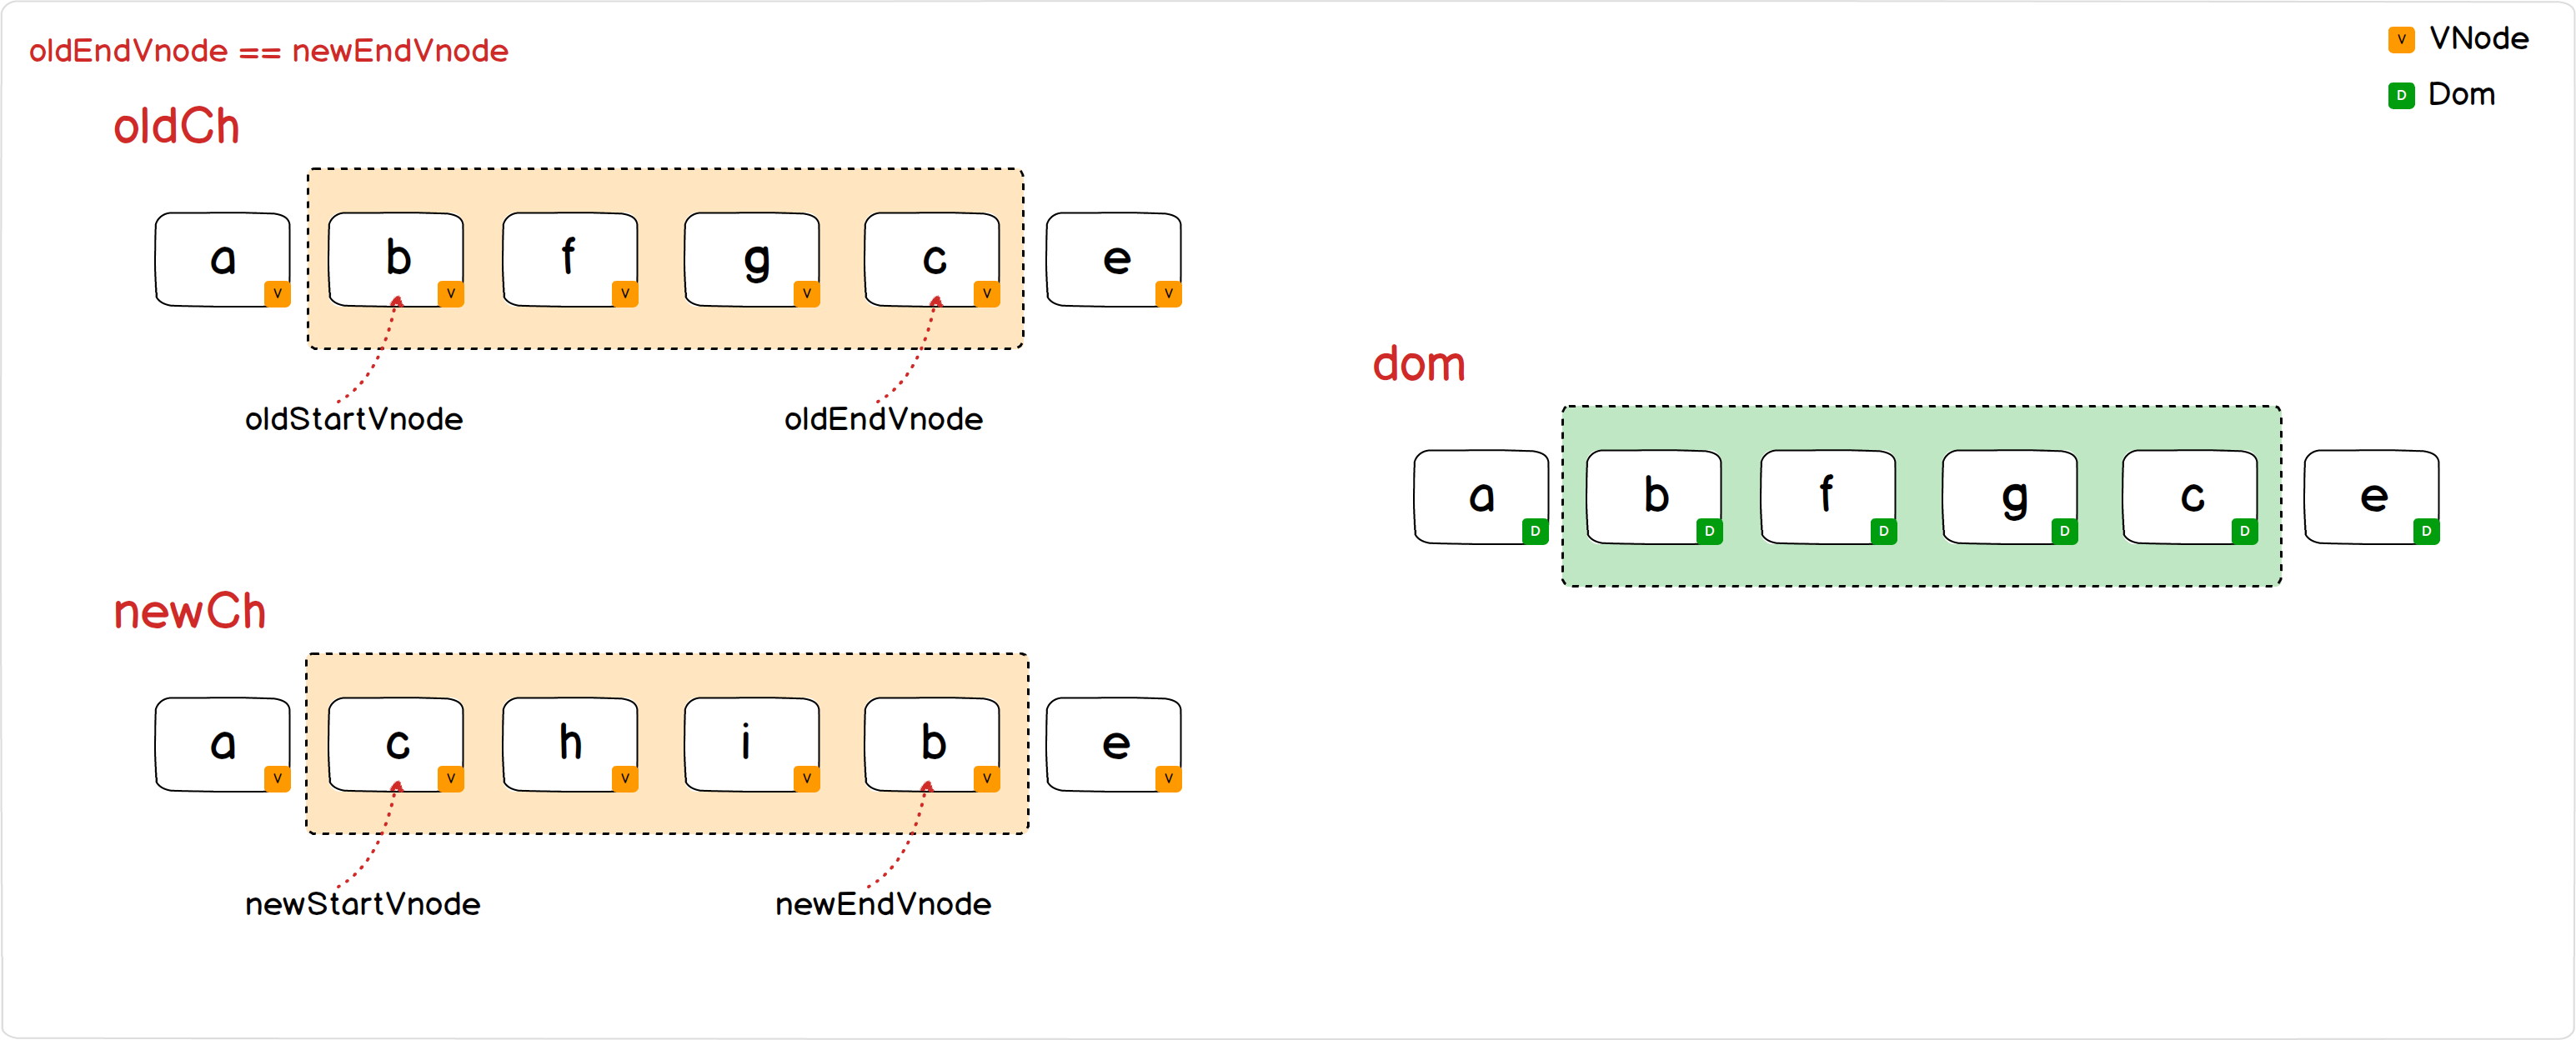 oldEndVnode == newEndVnode
V VNode
D Dom
oldCh
a V b V f V g V c V e V
oldStartVnode oldEndVnode
dom
a D b D f D g D c D e D
newCh
a V c V h V i V b V e V
newStartVnode newEndVnode